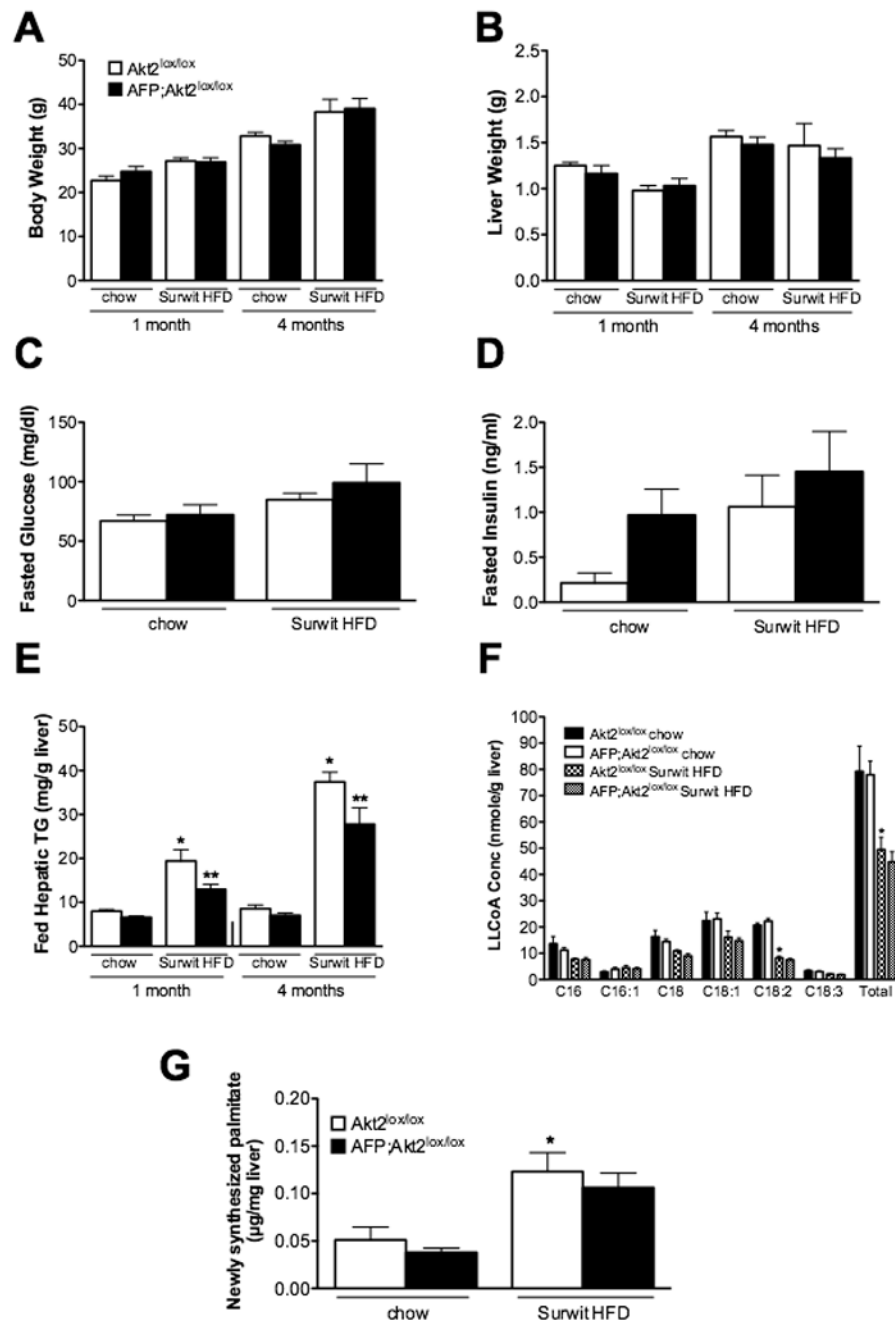 A
Body Weight (g)
50
40
30
20
10
0
Akt2lox/lox
AFP;Akt2lox/lox
chow Surwit HFD chow Surwit HFD
1 month 4 months
B
Liver Weight (g)
2.5
2.0
1.5
1.0
0.5
0.0
chow Surwit HFD chow Surwit HFD
1 month 4 months
C
Fasted Glucose (mg/dl)
150
100
50
0
chow Surwit HFD
D
Fasted Insulin (ng/ml)
2.0
1.5
1.0
0.5
0.0
chow Surwit HFD
E
Fed Hepatic TG (mg/g liver)
50
40
30
20
10
0
* ** * **
chow Surwit HFD chow Surwit HFD
1 month 4 months
F
LLCoA Conc (nmole/g liver)
100
90
80
70
60
50
40
30
20
10
0
Akt2lox/lox chow
AFP;Akt2lox/lox chow
Akt2lox/lox Surwit HFD
AFP;Akt2lox/lox Surwit HFD
* *
C16 C16:1 C18 C18:1 C18:2 C18:3 Total
G
Newly synthesized palmitate
(µg/mg liver)
0.20
0.15
0.10
0.05
0.00
Akt2lox/lox
AFP;Akt2lox/lox
*
chow Surwit HFD